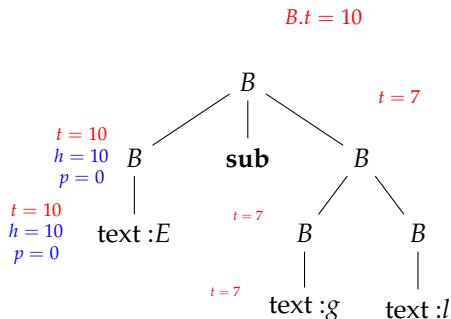 B.t = 10
B
t = 7
t = 10
h = 10
p = 0
B
sub
B
t = 10
h = 10
p = 0
text :E
t = 7
B
B
t = 7
text :g
text :l